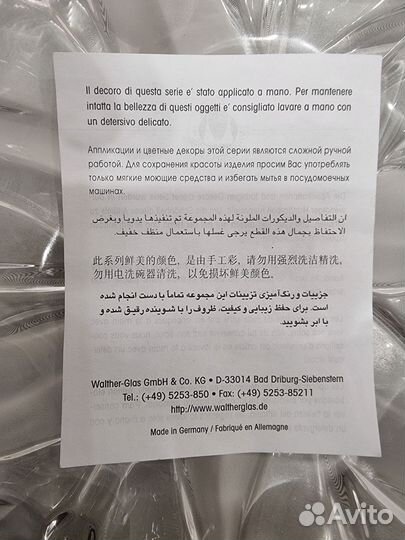 Il decoro di questa serie e' stato applicato a mano. Per mantenere
intatta la bellezza di questi oggetti e' consigliato lavare a mano con
un detersivo delicato.
Аппликации и цветные декоры этой серии являются сложной ручной
работой. Для сохранения красоты изделия просим Вас употреблять
только мягкие моющие средства и избегать мытья в посудомоечных
машинах.
ان التفاصيل والديكورات الملونة لهذه المجموعة تم تنفيذها يدوياً وبغرض
الاحتفاظ بجمال هذه القطع يرجى غسلها باستعمال منظف خفيف.
此系列鲜美的颜色，是由手工彩，请勿用强烈洗洁精洗，
勿用电洗碗器清洗，以免损坏鲜美颜色。
جزییات و رنگ آمیزی تزیینات این مجموعه تماماً با دست انجام شده
است. برای حفظ زیبایی و کیفیت، ظروف را با شوینده رقیق شده و
با ابر بشویید.
Walther-Glas GmbH & Co. KG • D-33014 Bad Driburg-Siebenstern
Tel.: (+49) 5253-850 • Fax: (+49) 5253-85211
http://www.waltherglas.de
Made in Germany / Fabriqué en Allemagne
Avito